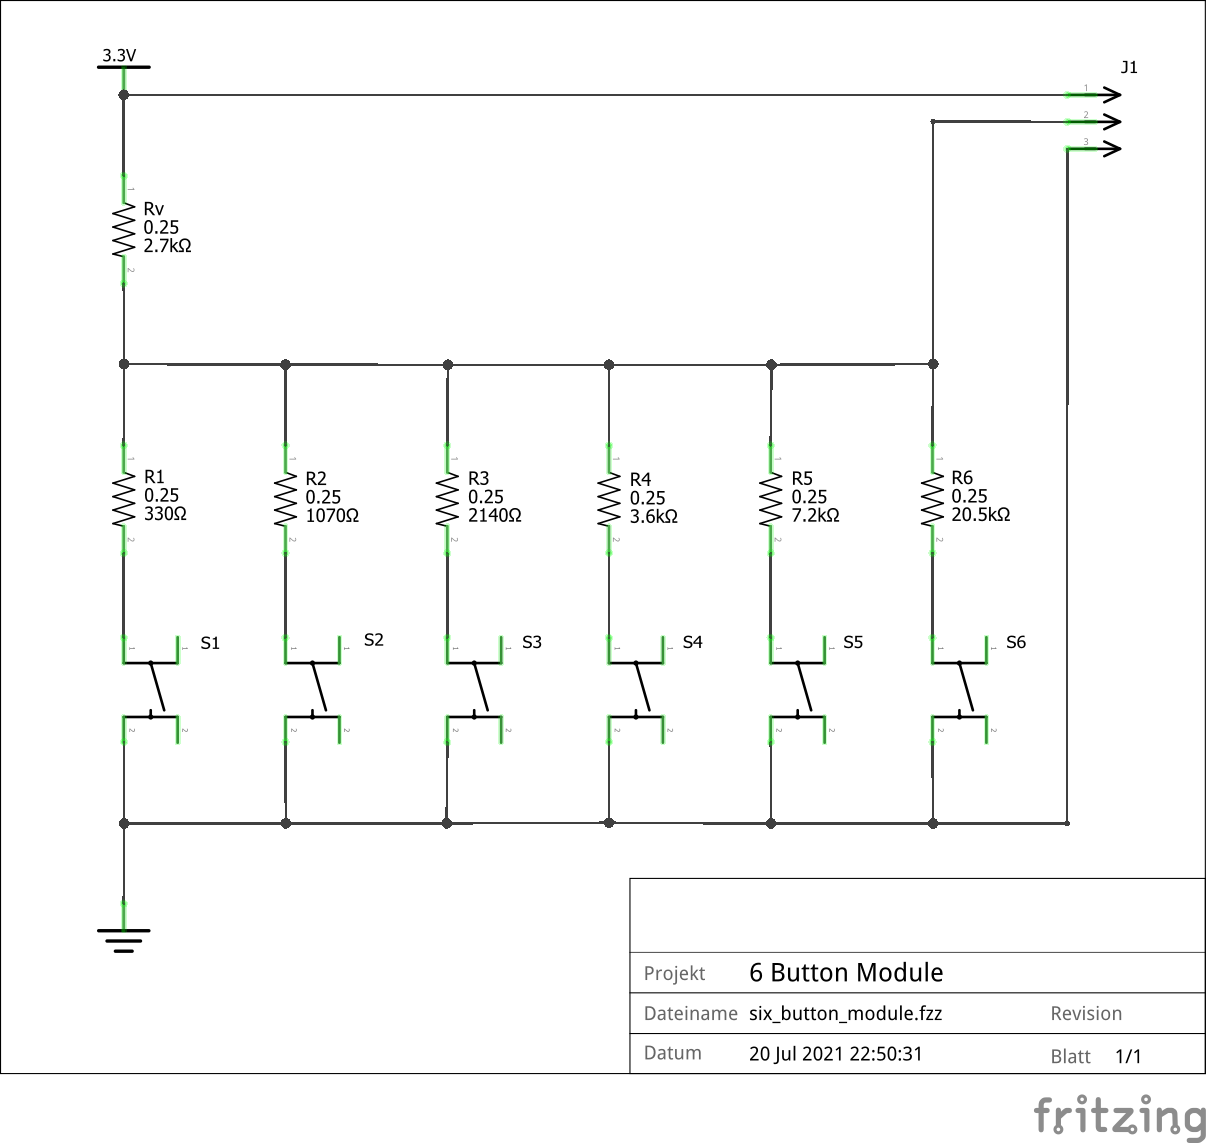 3.3V
J1
1
2
3
1
Rv
0.25
2.7kΩ
2
1
R1
0.25
330Ω
2
1
R2
0.25
1070Ω
2
1
R3
0.25
2140Ω
2
1
R4
0.25
3.6kΩ
2
1
R5
0.25
7.2kΩ
2
1
R6
0.25
20.5kΩ
2
1 1 S1
1 1 S2
1 1 S3
1 1 S4
1 1 S5
1 1 S6
2 2
2 2
2 2
2 2
2 2
2 2
Projekt 6 Button Module
Dateiname six_button_module.fzz Revision
Datum 20 Jul 2021 22:50:31 Blatt 1/1
fritzing